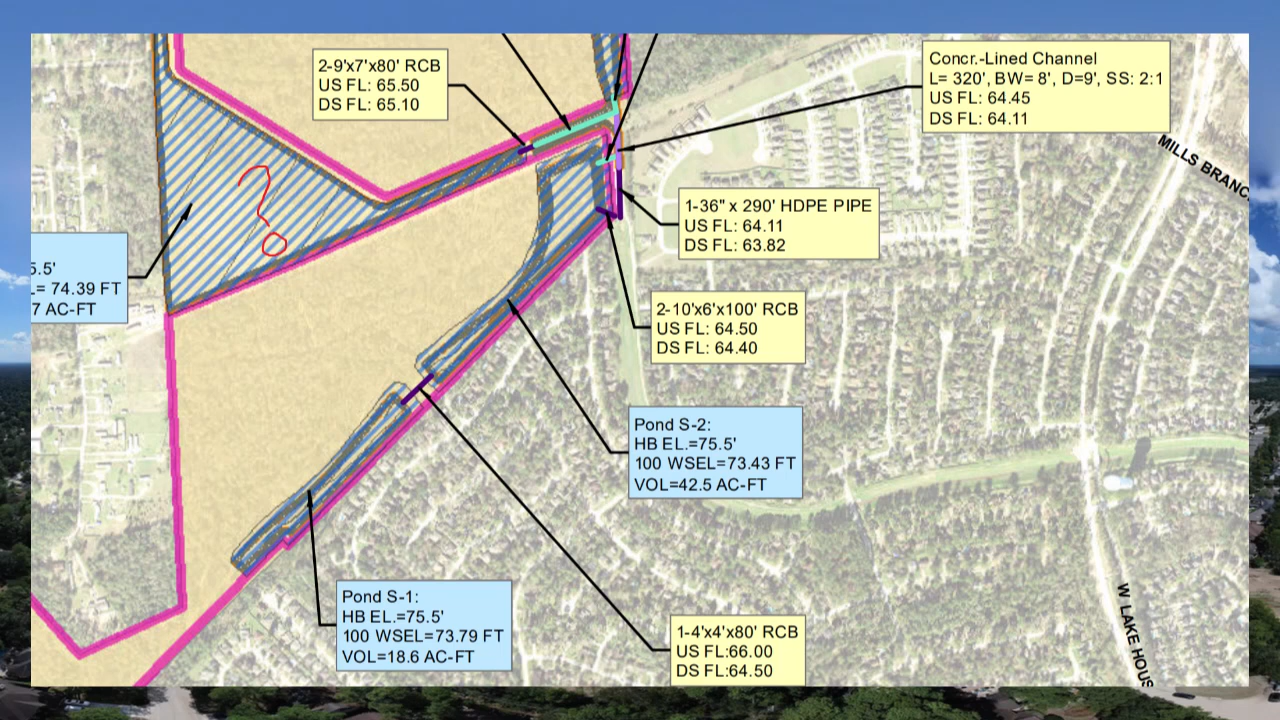 2-9'x7'x80' RCB
US FL: 65.50
DS FL: 65.10
Concr.-Lined Channel
L= 320', BW= 8', D=9', SS: 2:1
US FL: 64.45
DS FL: 64.11
MILLS BRANC
1-36" x 290' HDPE PIPE
US FL: 64.11
DS FL: 63.82
5.5'
= 74.39 FT
7 AC-FT
2-10'x6'x100' RCB
US FL: 64.50
DS FL: 64.40
Pond S-2:
HB EL.=75.5'
100 WSEL=73.43 FT
VOL=42.5 AC-FT
Pond S-1:
HB EL.=75.5'
100 WSEL=73.79 FT
VOL=18.6 AC-FT
1-4'x4'x80' RCB
US FL:66.00
DS FL:64.50
W LAKE HOUS